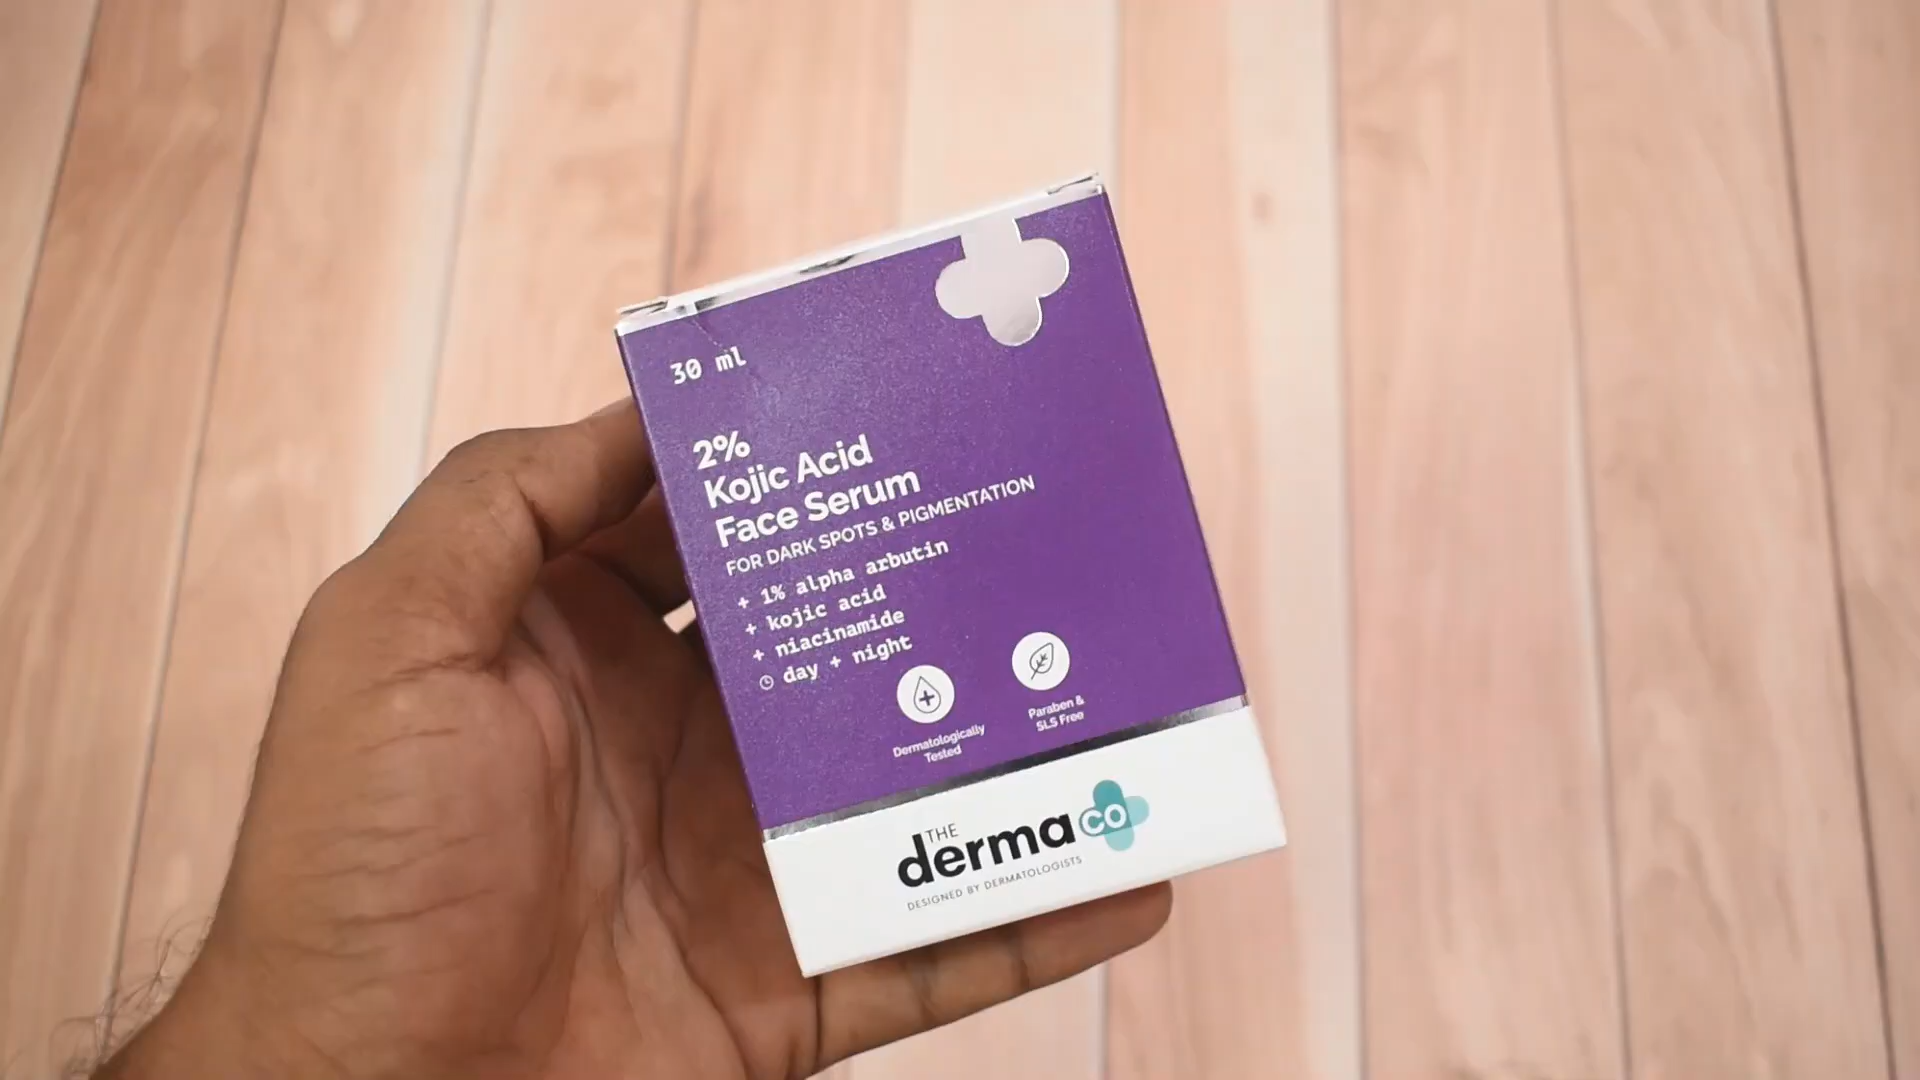 30 ml
2%
Kojic Acid
Face Serum
FOR DARK SPOTS & PIGMENTATION
+ 1% alpha arbutin
+ kojic acid
+ niacinamide
day + night
Dermatologically
Tested
Paraben &
SLS Free
THE
derma co
DESIGNED BY DERMATOLOGISTS